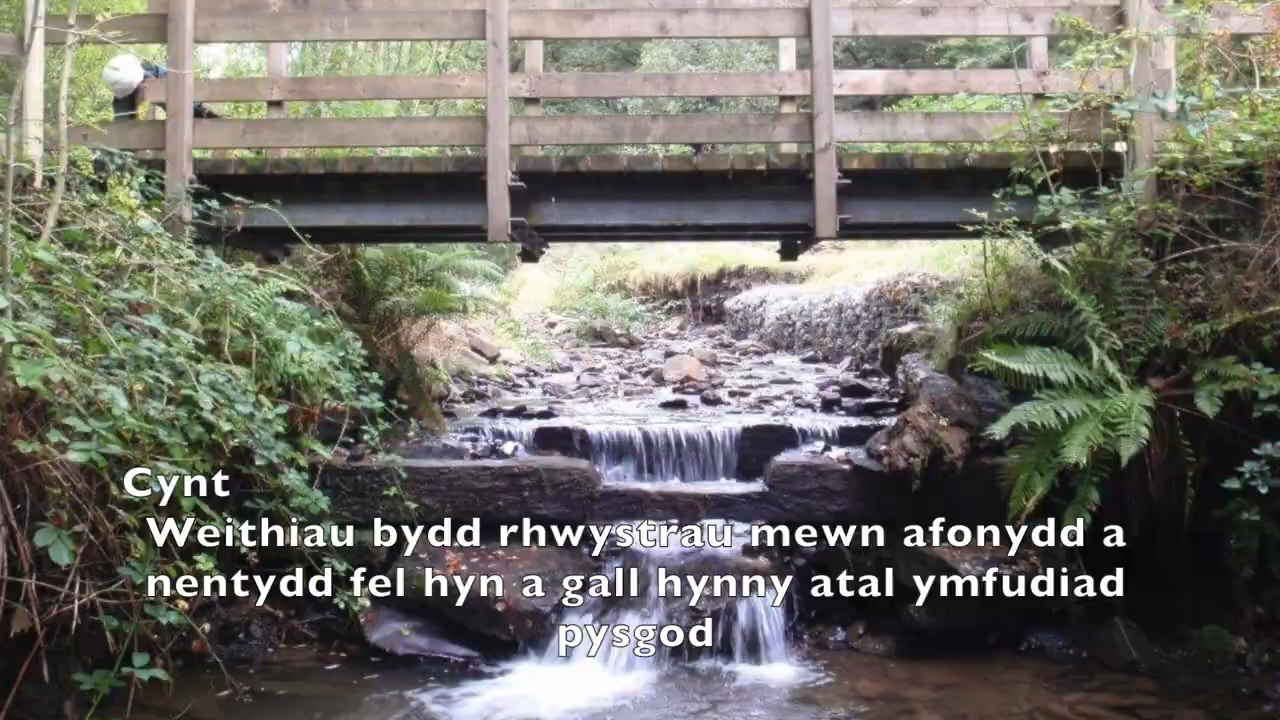 Cynt
Weithiau bydd rhwystrau mewn afonydd a
nentydd fel hyn a gall hynny atal ymfudiad
pysgod